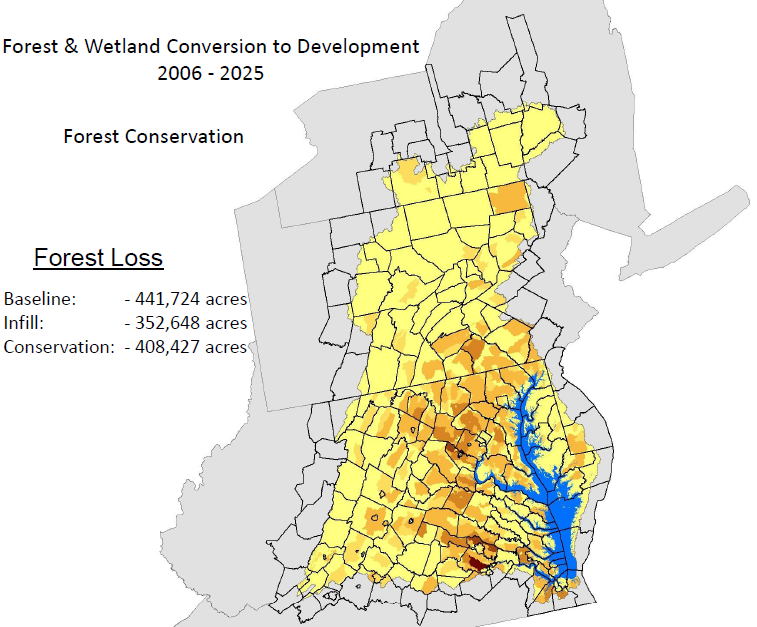 Forest & Wetland Conversion to Development
2006 - 2025
Forest Conservation
Forest Loss
Baseline: - 441,724 acres
Infill: - 352,648 acres
Conservation: - 408,427 acres